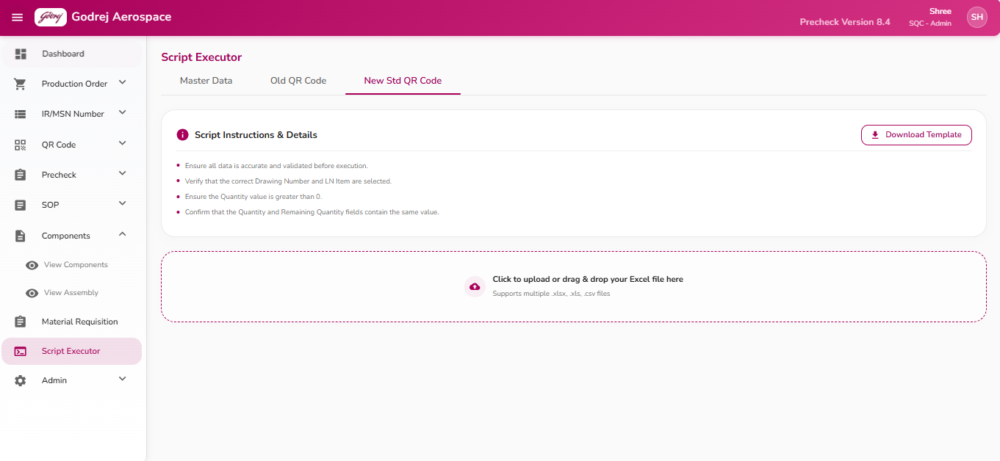 Godrej Godrej Aerospace
Precheck Version 8.4
Shree
SQC - Admin
SH
Dashboard
Production Order
IR/MSN Number
QR Code
Precheck
SOP
Components
View Components
View Assembly
Material Requisition
Script Executor
Admin
Script Executor
Master Data Old QR Code New Std QR Code
Script Instructions & Details
Download Template
Ensure all data is accurate and validated before execution.
Verify that the correct Drawing Number and LN Item are selected.
Ensure the Quantity value is greater than 0.
Confirm that the Quantity and Remaining Quantity fields contain the same value.
Click to upload or drag & drop your Excel file here
Supports multiple .xlsx, .xls, .csv files